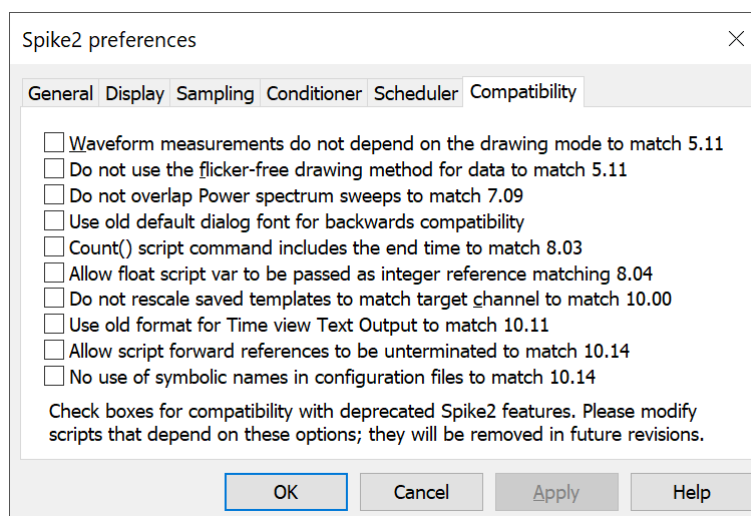 Spike2 preferences
General Display Sampling Conditioner Scheduler Compatibility
Waveform measurements do not depend on the drawing mode to match 5.11
Do not use the flicker-free drawing method for data to match 5.11
Do not overlap Power spectrum sweeps to match 7.09
Use old default dialog font for backwards compatibility
Count() script command includes the end time to match 8.03
Allow float script var to be passed as integer reference matching 8.04
Do not rescale saved templates to match target channel to match 10.00
Use old format for Time view Text Output to match 10.11
Allow script forward references to be unterminated to match 10.14
No use of symbolic names in configuration files to match 10.14
Check boxes for compatibility with deprecated Spike2 features. Please modify
scripts that depend on these options; they will be removed in future revisions.
OK Cancel Apply Help